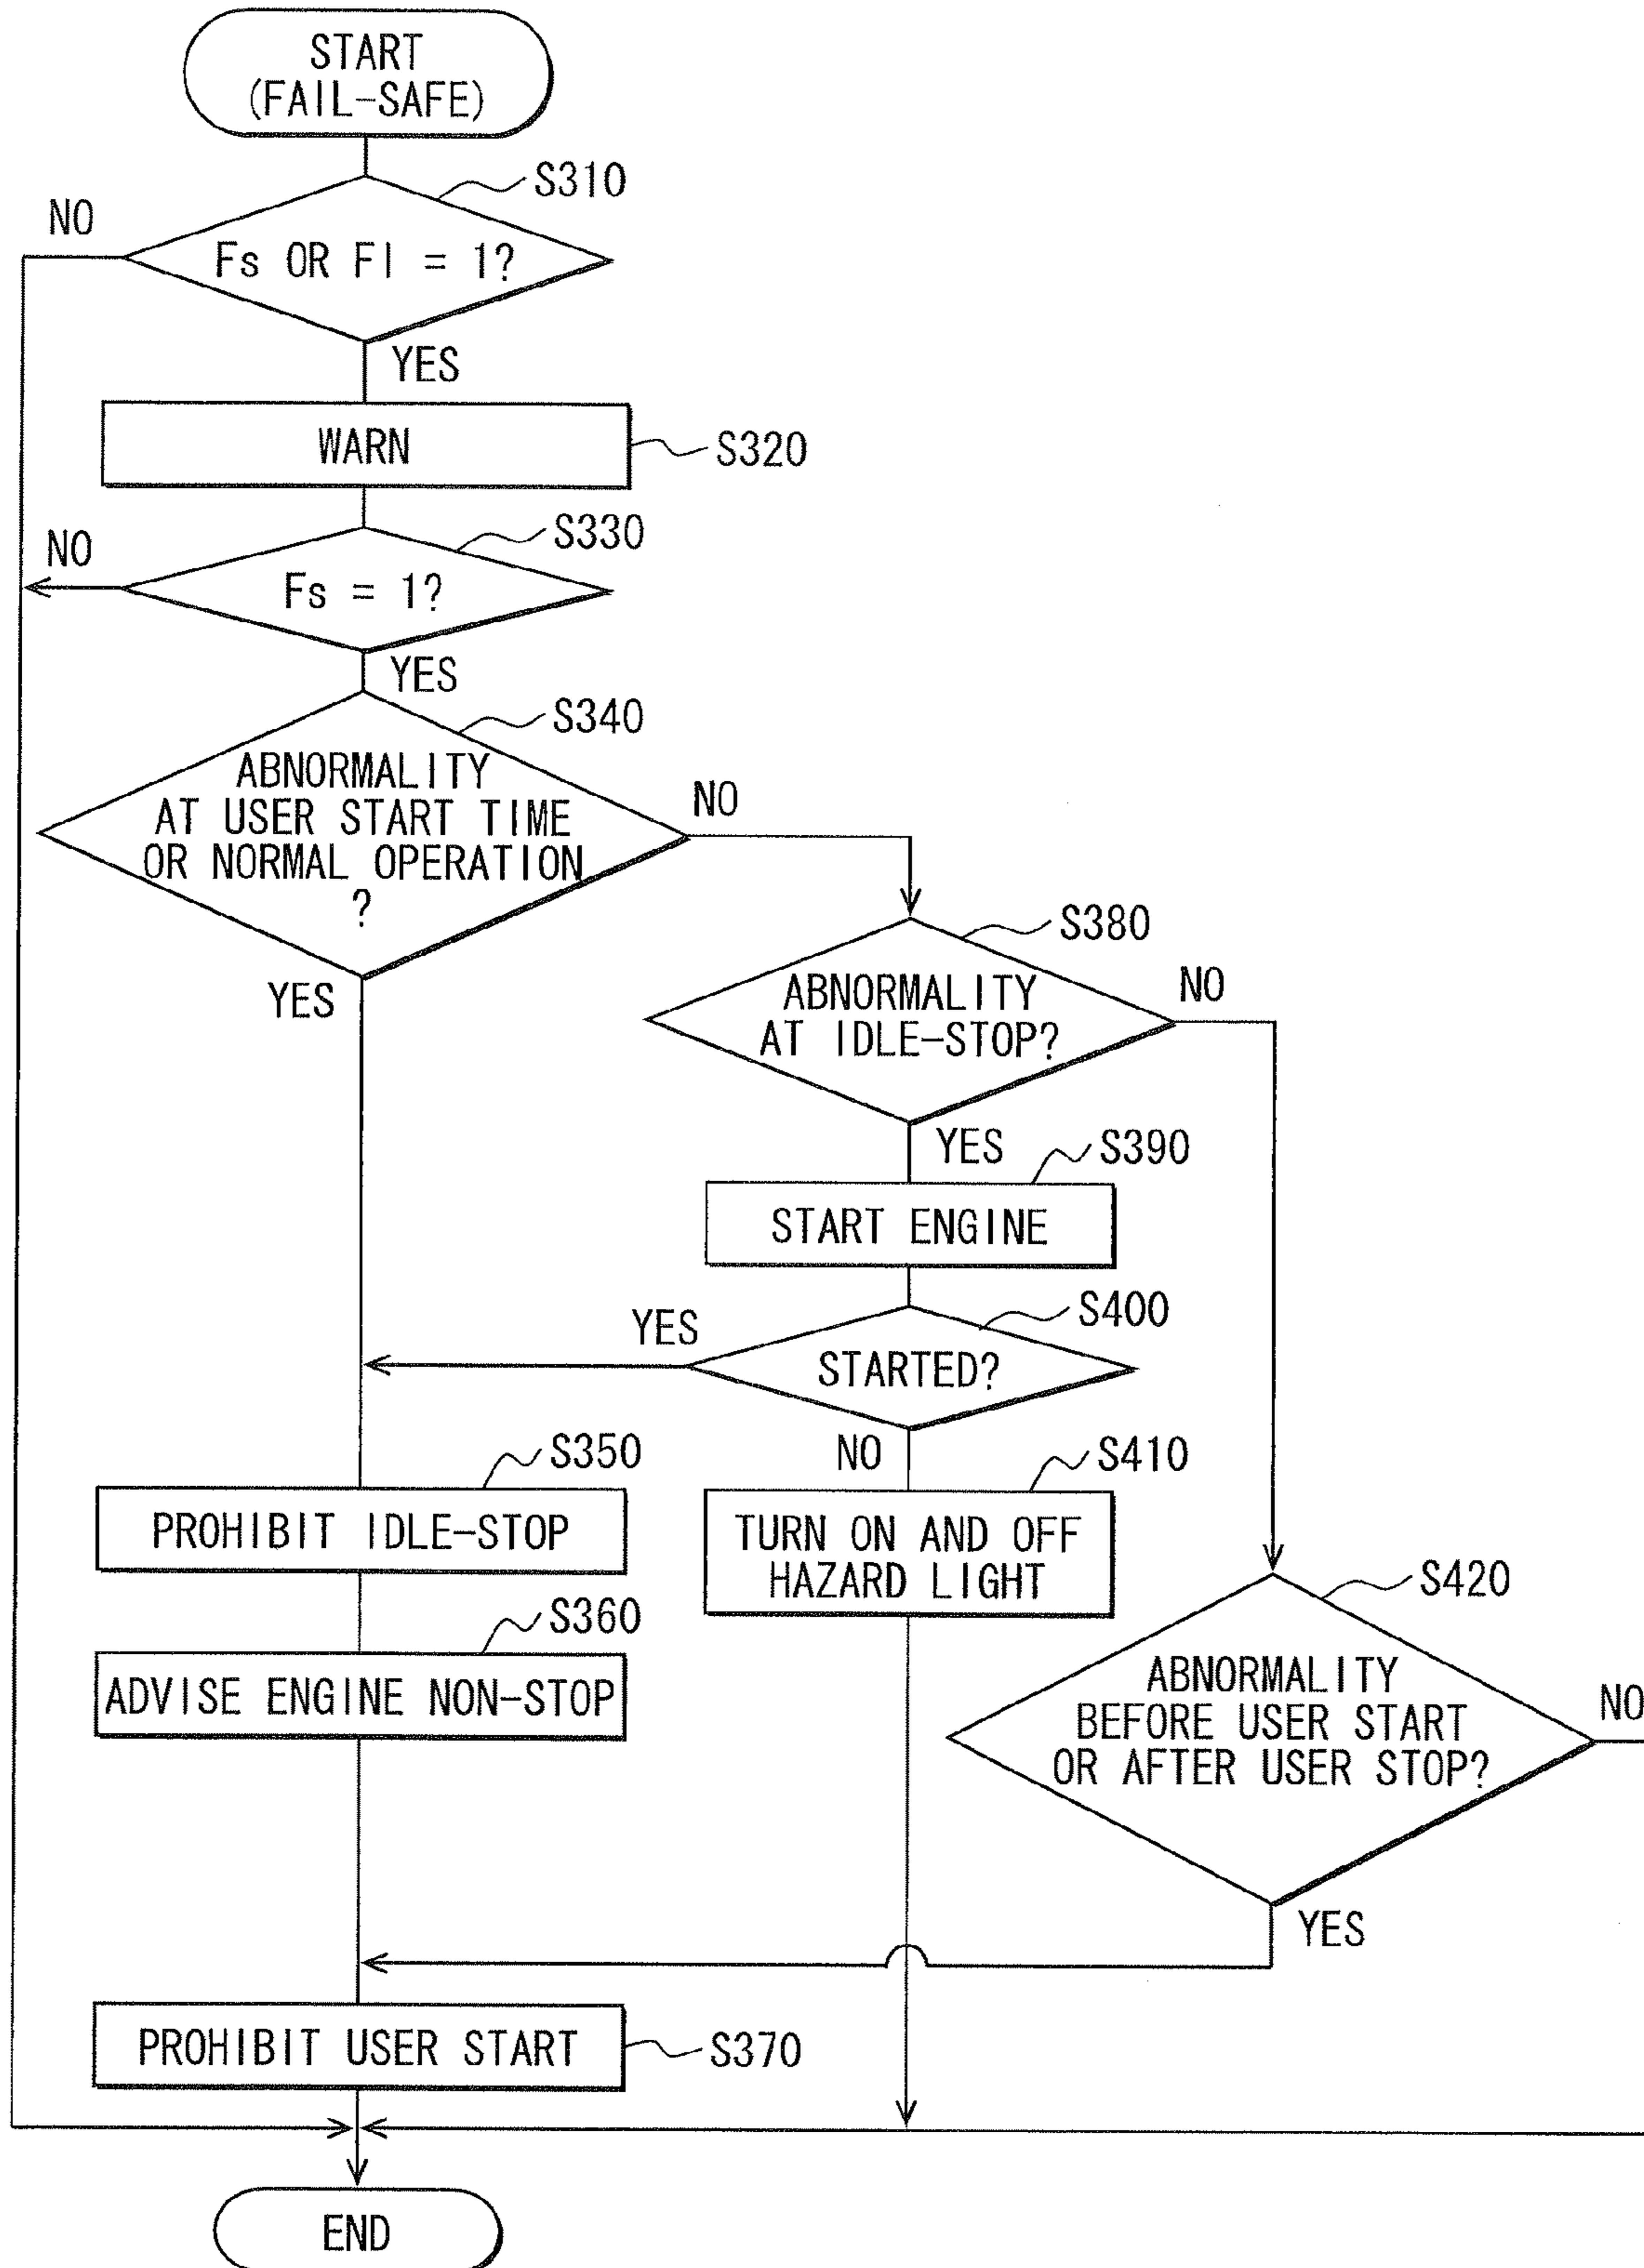 START
(FAIL-SAFE)
S310
NO
Fs OR Fl = 1?
YES
WARN
S320
S330
NO
Fs = 1?
YES
S340
ABNORMALITY
AT USER START TIME
OR NORMAL OPERATION
?
NO
YES
S380
ABNORMALITY
AT IDLE-STOP?
NO
YES
S390
START ENGINE
S400
YES
STARTED?
NO
S350
PROHIBIT IDLE-STOP
S410
TURN ON AND OFF
HAZARD LIGHT
S360
ADVISE ENGINE NON-STOP
S420
ABNORMALITY
BEFORE USER START
OR AFTER USER STOP?
NO
YES
PROHIBIT USER START
S370
END